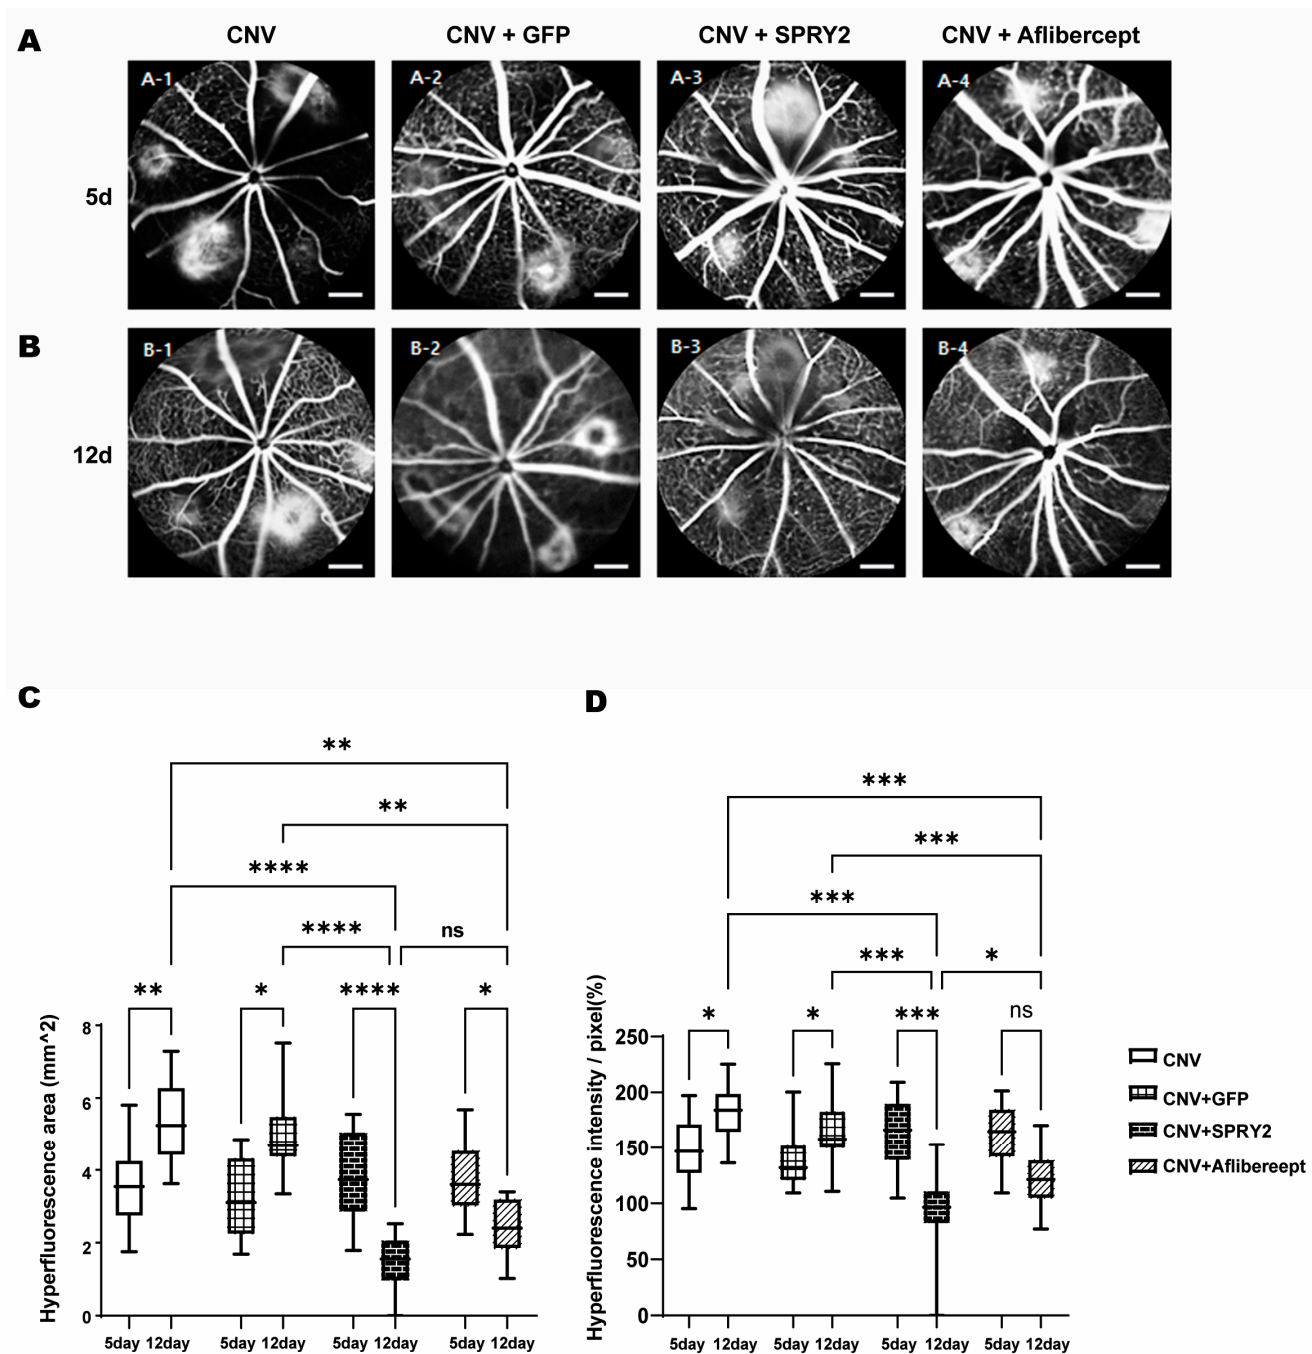 A
CNV
CNV + GFP
CNV + SPRY2
CNV + Aflibercept
5d
A-1
A-2
A-3
A-4
B
12d
B-1
B-2
B-3
B-4
C
**
**
****
****
ns
**
*
****
*
Hyperfluorescence area (mm^2)
8
6
4
2
0
5day 12day 5day 12day 5day 12day 5day 12day
D
***
***
***
***
*
*
*
***
ns
Hyperfluorescence intensity / pixel(%)
250
200
150
100
50
0
5day 12day 5day 12day 5day 12day 5day 12day
CNV
CNV+GFP
CNV+SPRY2
CNV+Aflibereept